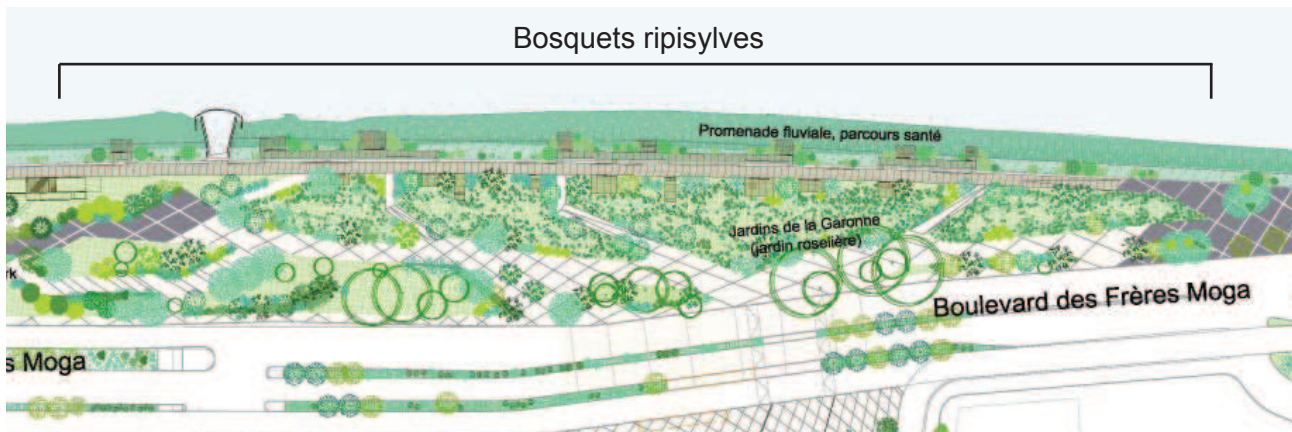 Bosquets ripisylves
Promenade fluviale, parcours santé
Jardins de la Garonne
(jardin roselière)
Boulevard des Frères Moga
Moga